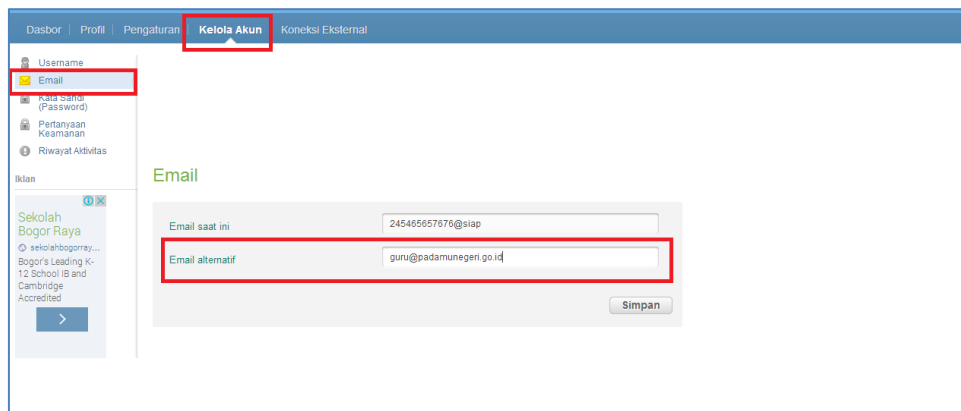 Dasbor | Profil | Pengaturan | Kelola Akun Koneksi Eksternal
Username
Email
Kata Sandi
(Password)
Pertanyaan
Keamanan
Riwayat Aktivitas
Iklan
Sekolah
Bogor Raya
sekolahbogorray...
Bogor's Leading K-
12 School IB and
Cambridge
Accredited
Email
Email saat ini 245465657676@siap
Email alternatif guru@padamunegeri.go.id
Simpan